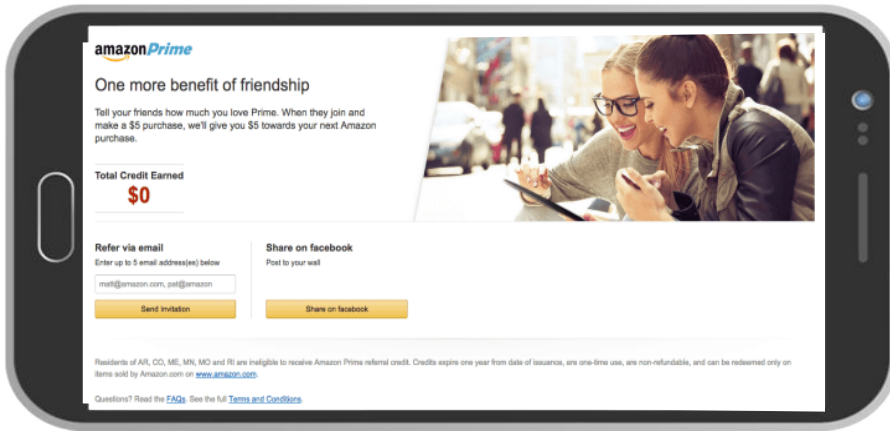 amazonPrime
One more benefit of friendship
Tell your friends how much you love Prime. When they join and
make a $5 purchase, we'll give you $5 towards your next Amazon
purchase.
Total Credit Earned
$0
Refer via email
Enter up to 5 email address(es) below
matt@amazon.com, pat@amazon
Send Invitation
Share on facebook
Post to your wall
Share on facebook
Residents of AR, CO, ME, MN, MO and RI are ineligible to receive Amazon Prime referral credit. Credits expire one year from date of issuance, are one-time use, are non-refundable, and can be redeemed only on
items sold by Amazon.com on www.amazon.com.
Questions? Read the FAQs. See the full Terms and Conditions.